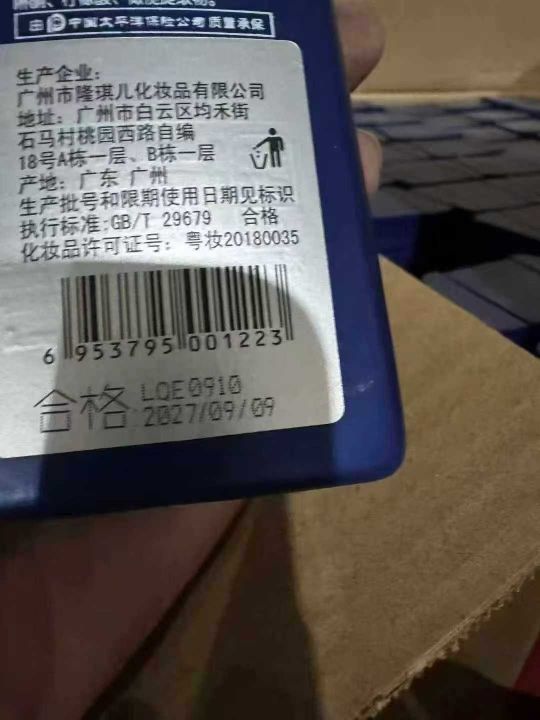 由 中国太平洋保险公司质量承保
生产企业:
广州市隆琪儿化妆品有限公司
地址: 广州市白云区均禾街
石马村桃园西路自编
18号A栋一层、B栋一层
产地: 广东 广州
生产批号和限期使用日期见标识
执行标准:GB/T 29679 合格
化妆品许可证号: 粤妆20180035
6 953795 001223
合格 LQE0910
2027/09/09